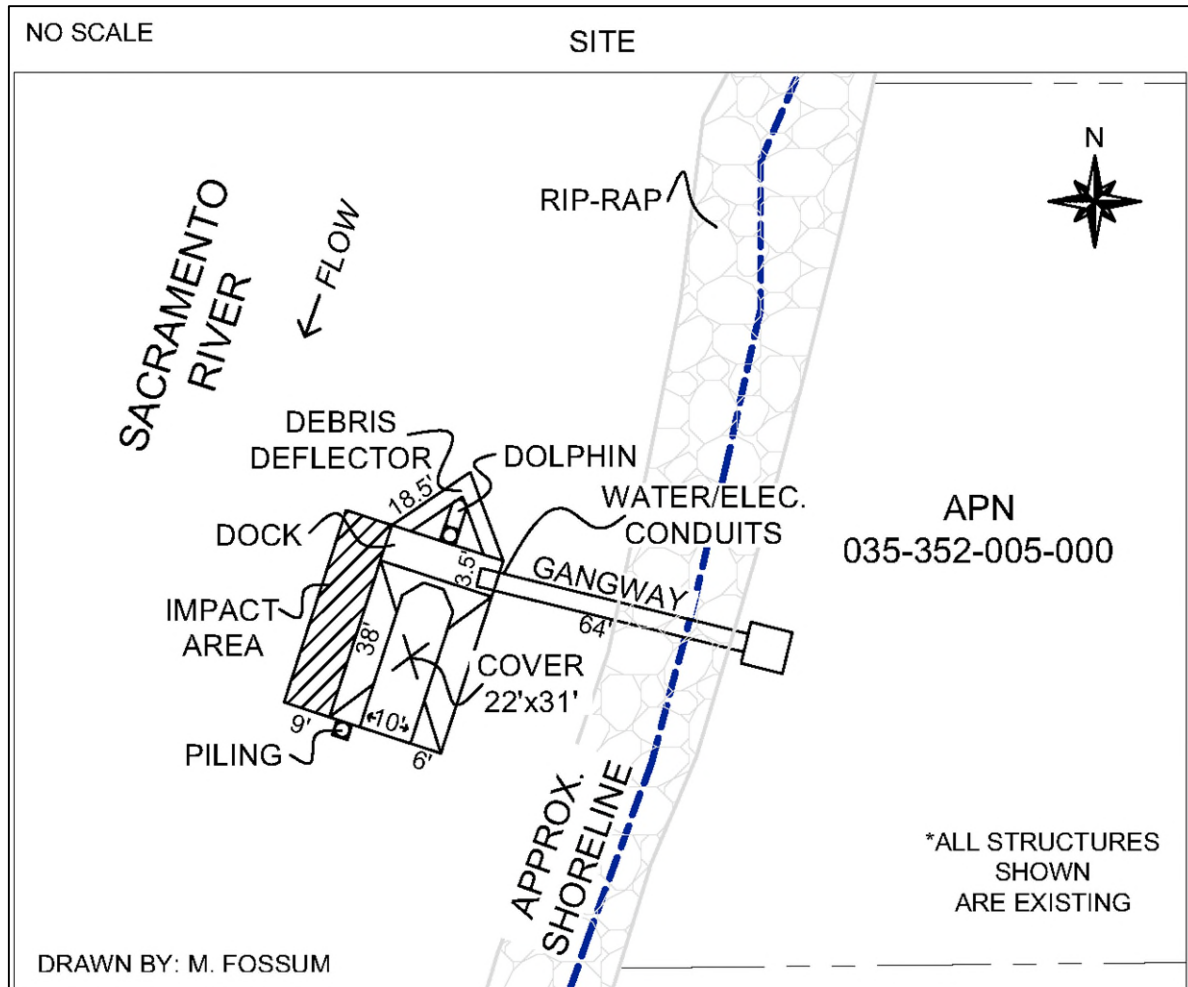 NO SCALE
SITE
N
RIP-RAP
SACRAMENTO
RIVER
FLOW
DEBRIS
DEFLECTOR
DOLPHIN
18.5'
WATER/ELEC.
CONDUITS
DOCK
3.5'
GANGWAY
64'
APN
035-352-005-000
IMPACT
AREA
38'
COVER
22'x31'
10'
9'
6'
PILING
APPROX.
SHORELINE
*ALL STRUCTURES
SHOWN
ARE EXISTING
DRAWN BY: M. FOSSUM